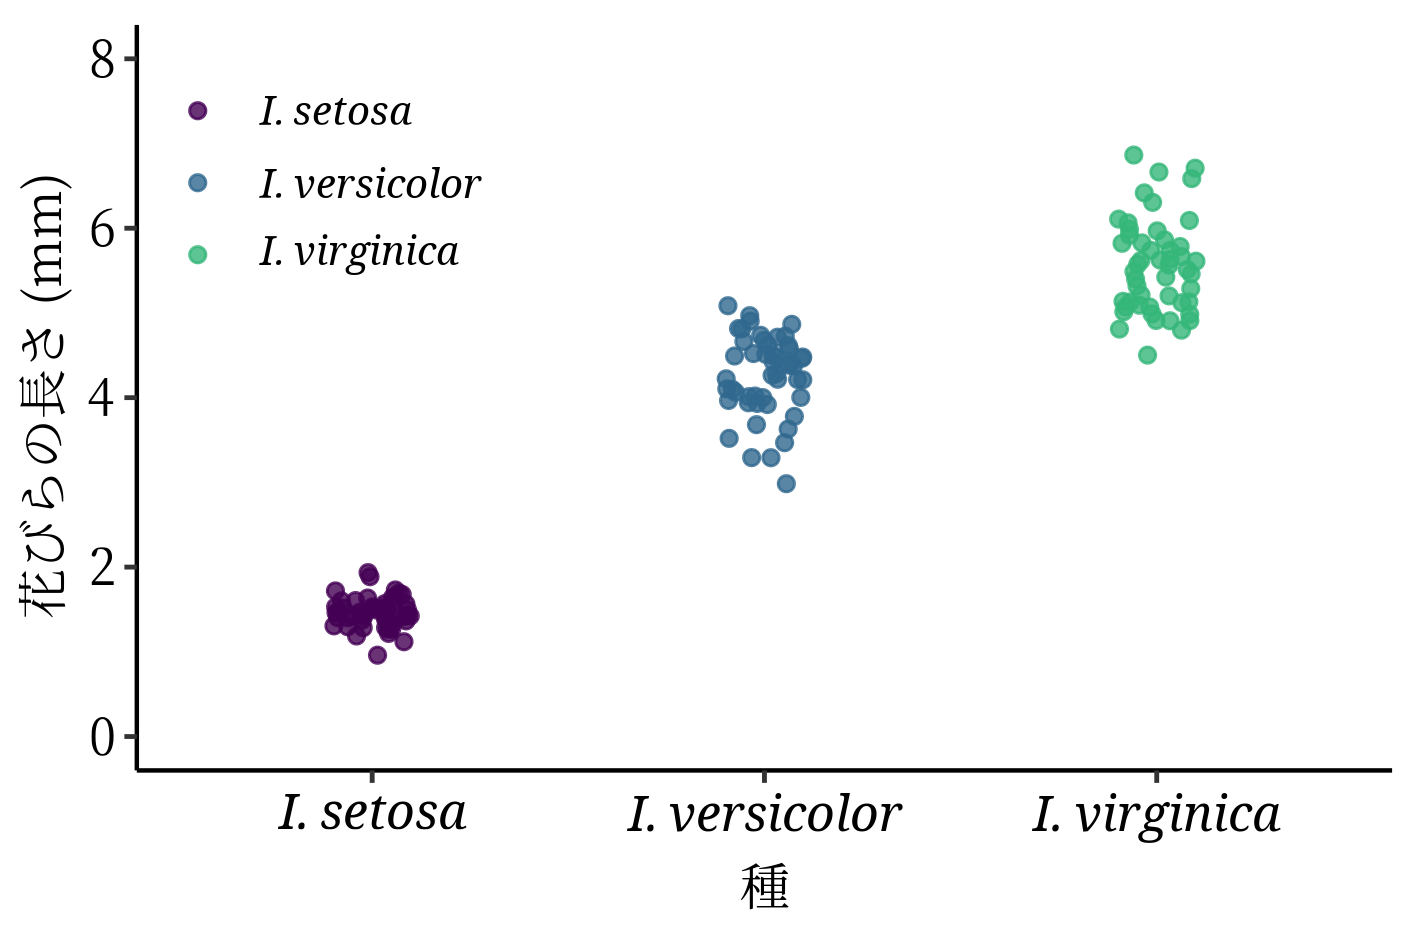 花びらの長さ (mm)
8
6
4
2
0
I. setosa
I. versicolor
I. virginica
I. setosa
I. versicolor
I. virginica
種